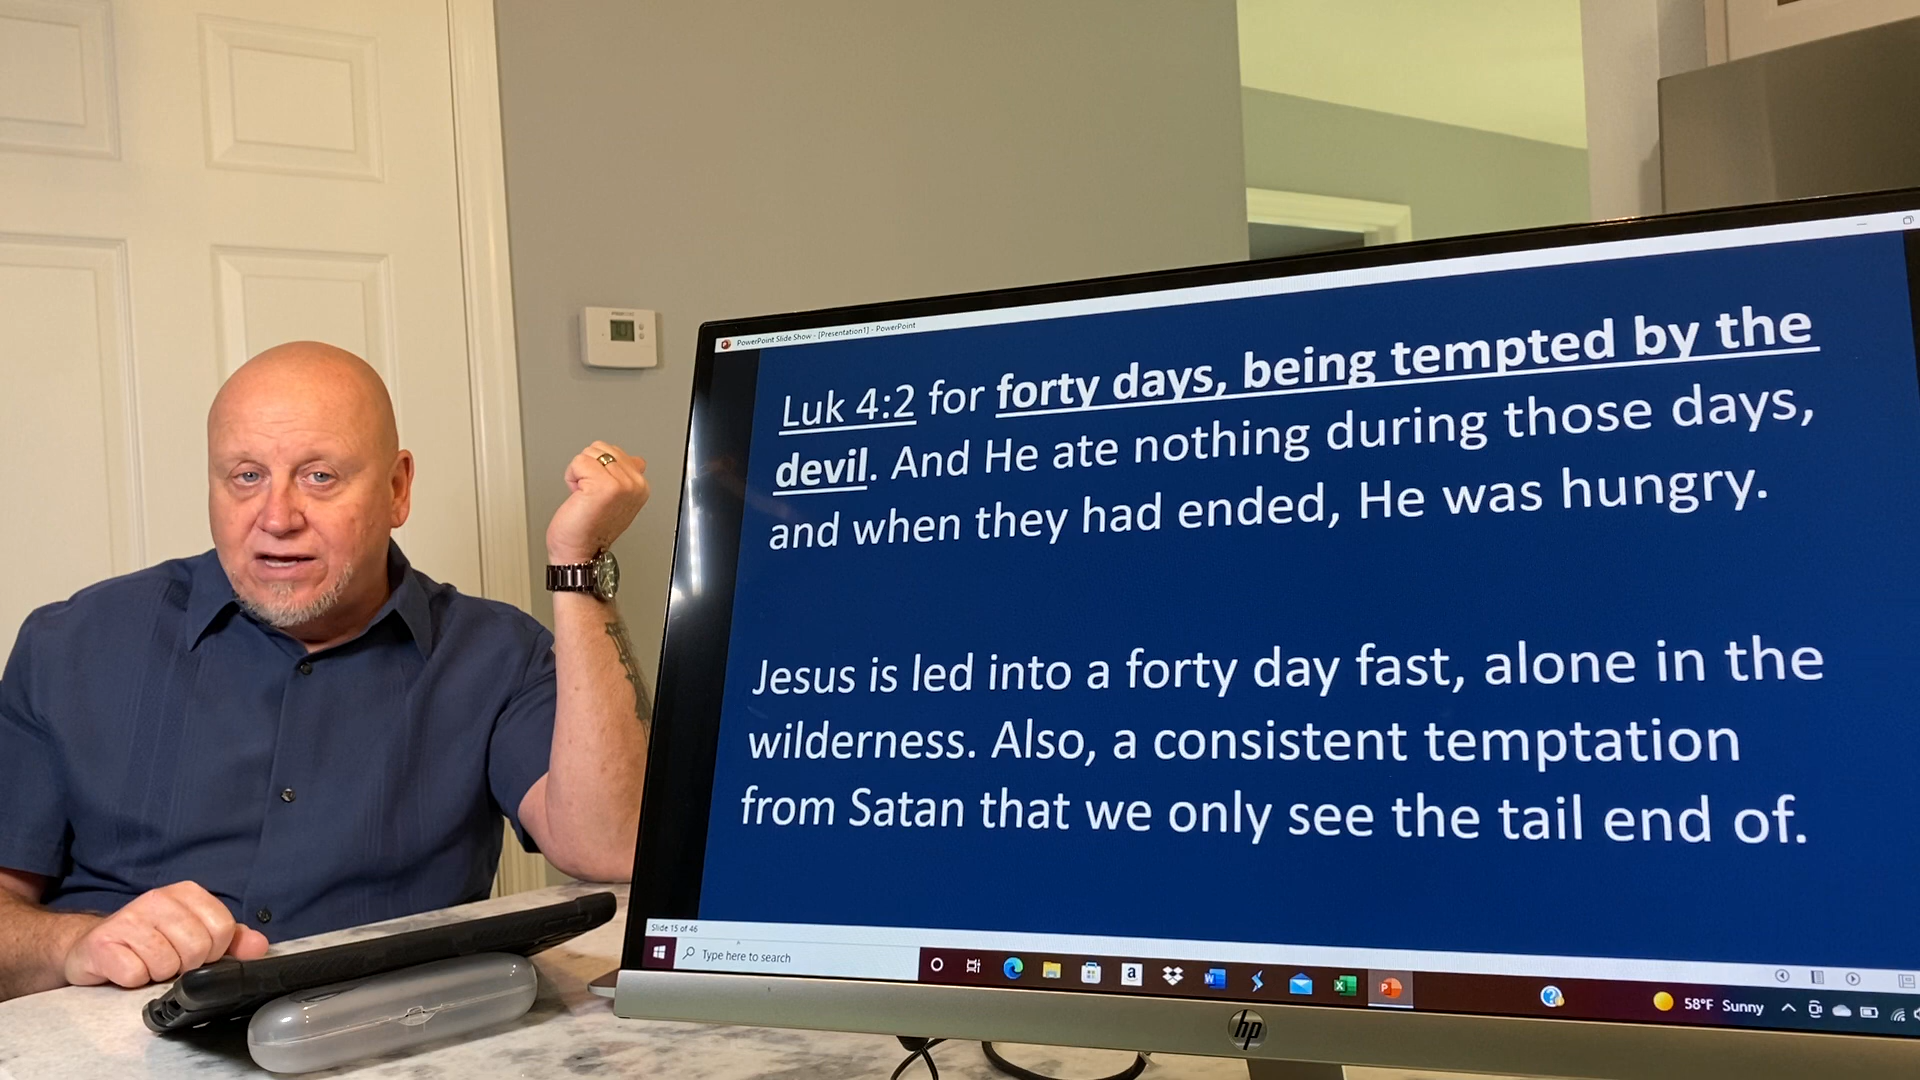 PowerPoint Slide Show - [Presentation1] - PowerPoint
Luk 4:2 for forty days, being tempted by the
devil. And He ate nothing during those days,
and when they had ended, He was hungry.
Jesus is led into a forty day fast, alone in the
wilderness. Also, a consistent temptation
from Satan that we only see the tail end of.
Slide 15 of 46
Type here to search
58°F Sunny
hp